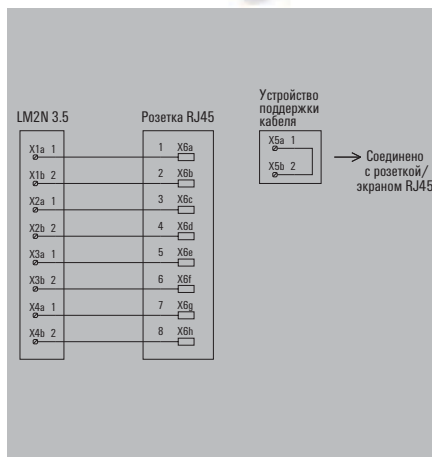 LM2N 3.5
Розетка RJ45
X1a 1
1 X6a
X1b 2
2 X6b
X2a 1
3 X6c
X2b 2
4 X6d
X3a 1
5 X6e
X3b 2
6 X6f
X4a 1
7 X6g
X4b 2
8 X6h
Устройство
поддержки
кабеля
X5a 1
X5b 2
Соединено
с розеткой/
экраном RJ45